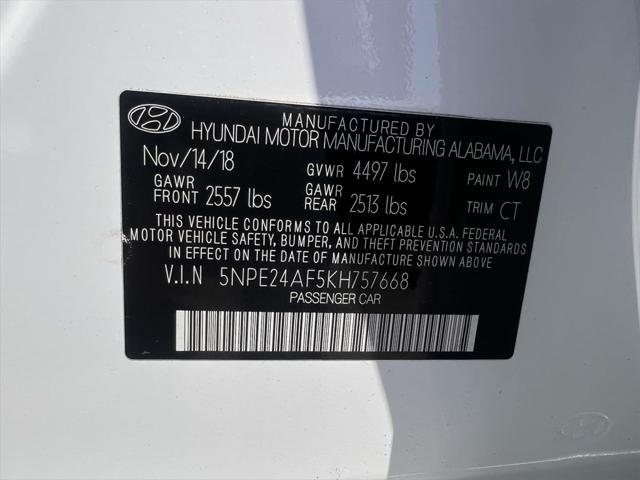 MANUFACTURED BY
HYUNDAI MOTOR MANUFACTURING ALABAMA, LLC
Nov/14/18 GVWR 4497 lbs PAINT W8
GAWR FRONT 2557 lbs GAWR REAR 2513 lbs TRIM CT
THIS VEHICLE CONFORMS TO ALL APPLICABLE U.S.A. FEDERAL
MOTOR VEHICLE SAFETY, BUMPER, AND THEFT PREVENTION STANDARDS
IN EFFECT ON THE DATE OF MANUFACTURE SHOWN ABOVE.
V.I.N 5NPE24AF5KH757668
PASSENGER CAR